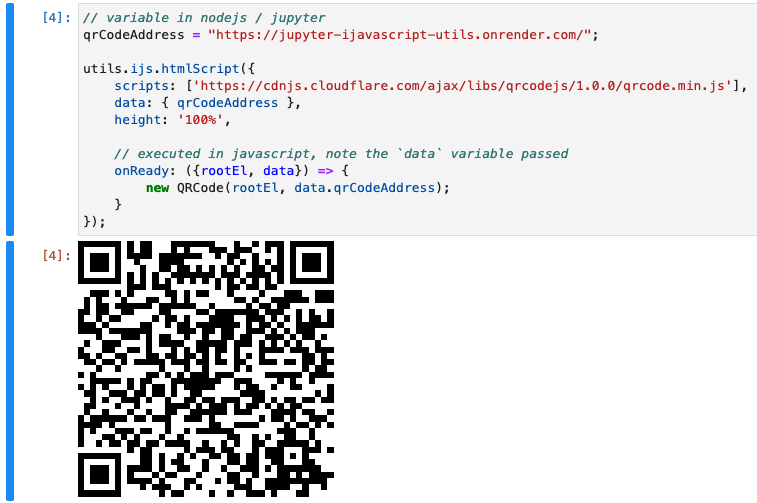 [4]: // variable in nodejs / jupyter
qrCodeAddress = "https://jupyter-ijavascript-utils.onrender.com/";

utils.ijs.htmlScript({
    scripts: ['https://cdnjs.cloudflare.com/ajax/libs/qrcodejs/1.0.0/qrcode.min.js'],
    data: { qrCodeAddress },
    height: '100%',

    // executed in javascript, note the `data` variable passed
    onReady: ({rootEl, data}) => {
        new QRCode(rootEl, data.qrCodeAddress);
    }
});
[4]: